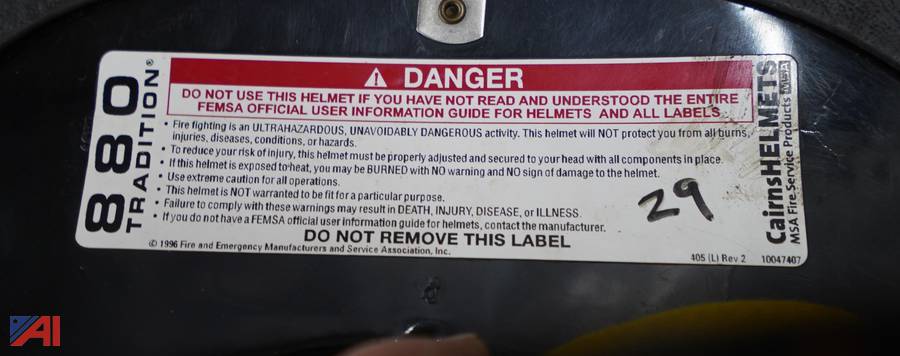 880
TRADITION®
⚠ DANGER
DO NOT USE THIS HELMET IF YOU HAVE NOT READ AND UNDERSTOOD THE ENTIRE
FEMSA OFFICIAL USER INFORMATION GUIDE FOR HELMETS AND ALL LABELS
• Fire fighting is an ULTRAHAZARDOUS, UNAVOIDABLY DANGEROUS activity. This helmet will NOT protect you from all burns,
injuries, diseases, conditions, or hazards.
• To reduce your risk of injury, this helmet must be properly adjusted and secured to your head with all components in place.
• If this helmet is exposed to heat, you may be BURNED with NO warning and NO sign of damage to the helmet.
• Use extreme caution for all operations.
• This helmet is NOT warranted to be fit for a particular purpose.
• Failure to comply with these warnings may result in DEATH, INJURY, DISEASE, or ILLNESS.
• If you do not have a FEMSA official user information guide for helmets, contact the manufacturer.
DO NOT REMOVE THIS LABEL
© 1996 Fire and Emergency Manufacturers and Service Association, Inc.
405 (L) Rev 2
10047407
29
CairnsHELMETS
MSA Fire Service Products
AI